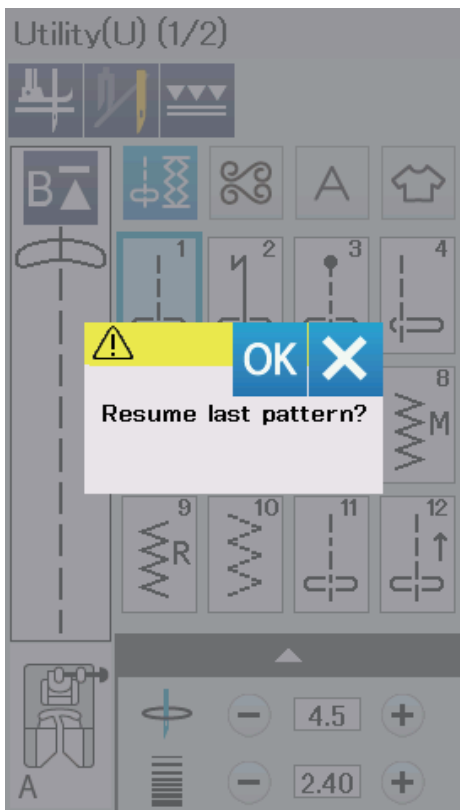 Utility(U) (1/2)
B
A
1
2
3
4
OK
Resume last pattern?
8
M
9
R
10
11
12
4.5
A
2.40